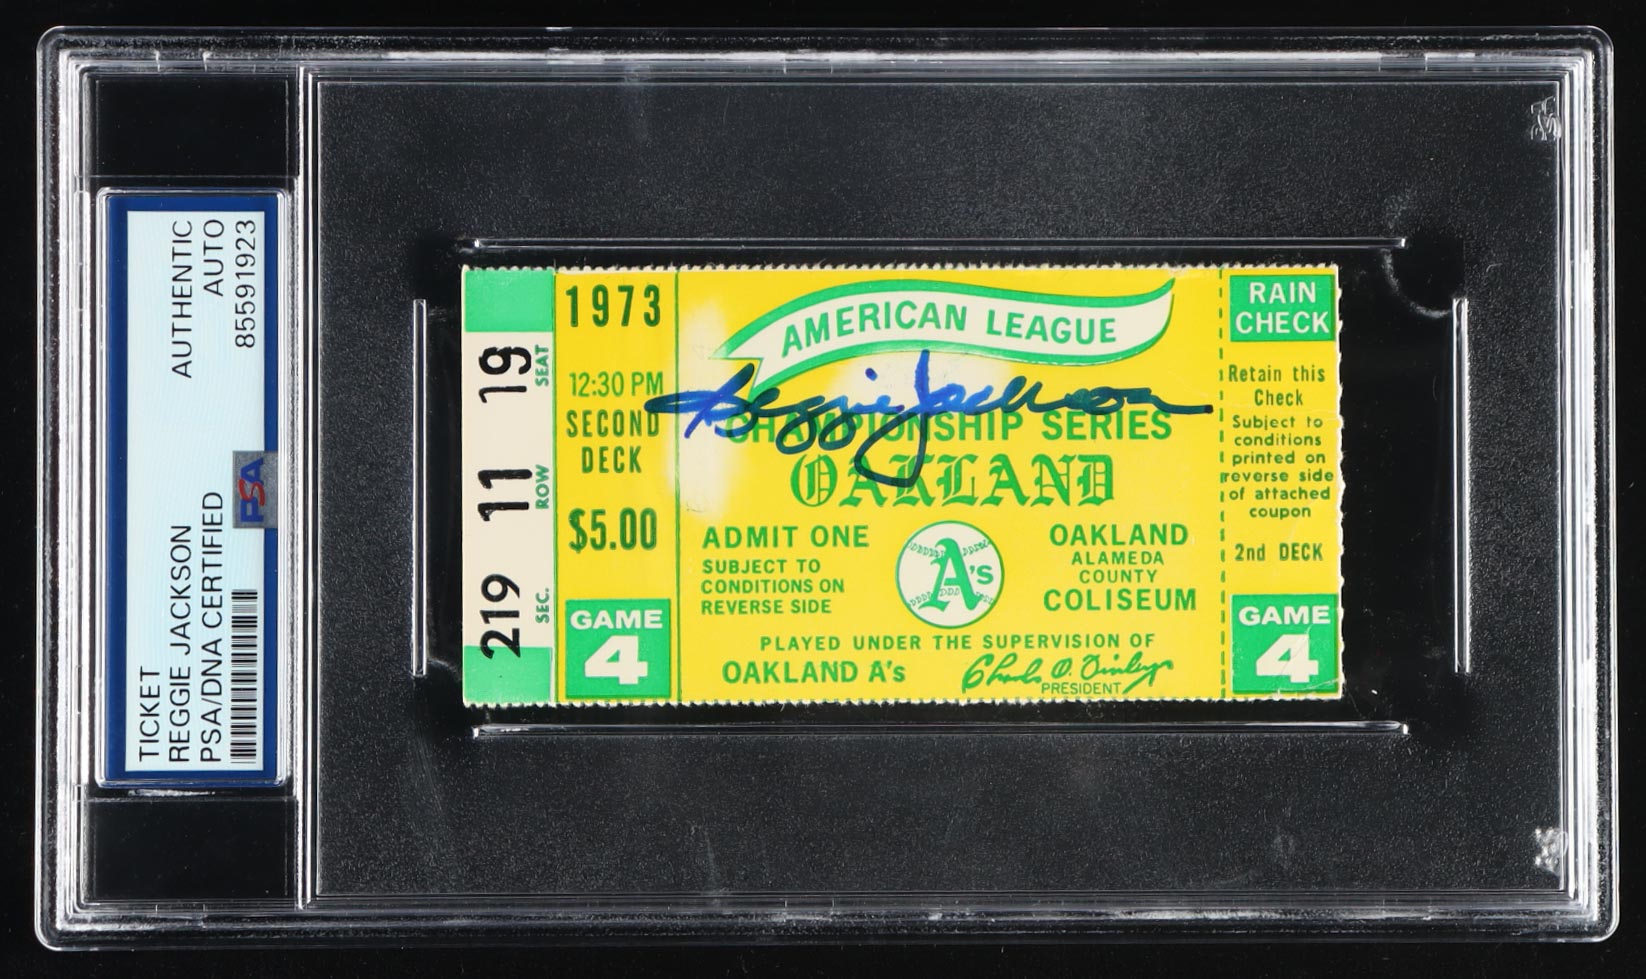 TICKET
REGGIE JACKSON
PSA/DNA CERTIFIED
AUTHENTIC
AUTO
85591923
PSA
219 SEC.
11 ROW
19 SEAT
1973
12:30 PM
SECOND
DECK
$5.00
GAME
4
AMERICAN LEAGUE
Reggie Jackson
CHAMPIONSHIP SERIES
OAKLAND
ADMIT ONE
SUBJECT TO
CONDITIONS ON
REVERSE SIDE
A's
OAKLAND
ALAMEDA
COUNTY
COLISEUM
PLAYED UNDER THE SUPERVISION OF
OAKLAND A's
Charles O. Finley
PRESIDENT
RAIN
CHECK
Retain this
Check
Subject to
conditions
printed on
reverse side
of attached
coupon
2nd DECK
GAME
4